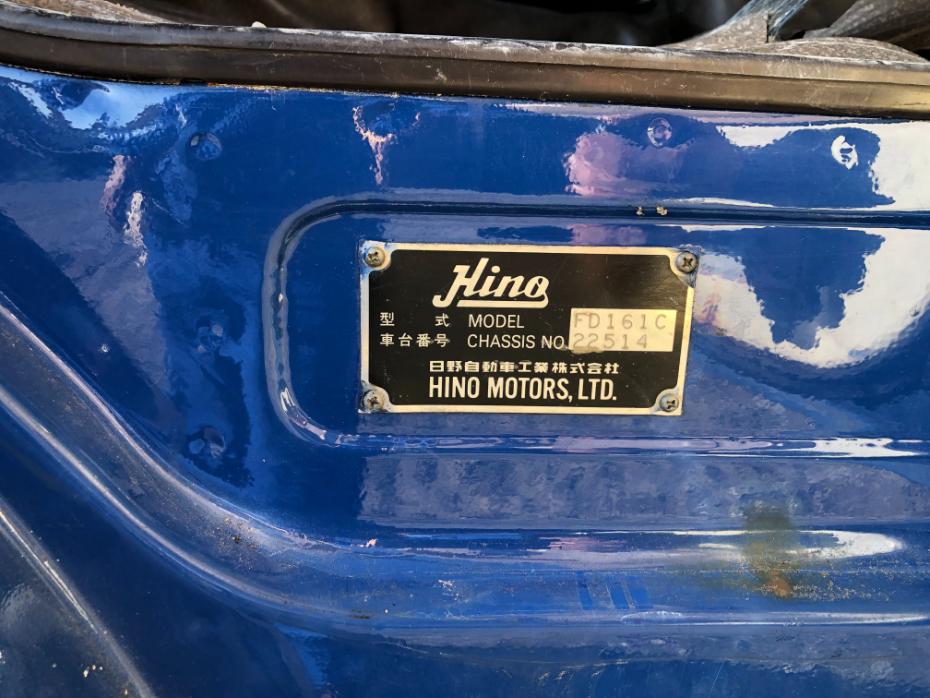 Hino
型 式 MODEL FD161C
車台番号 CHASSIS NO. 22514
日野自動車工業株式会社
HINO MOTORS, LTD.